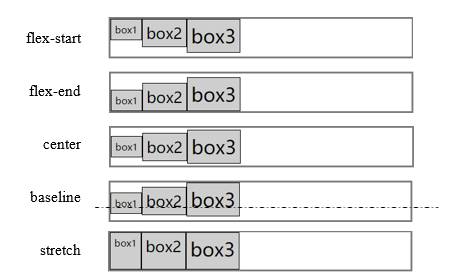 flex-start box1 box2 box3
flex-end box1 box2 box3
center box1 box2 box3
baseline box1 box2 box3
stretch box1 box2 box3